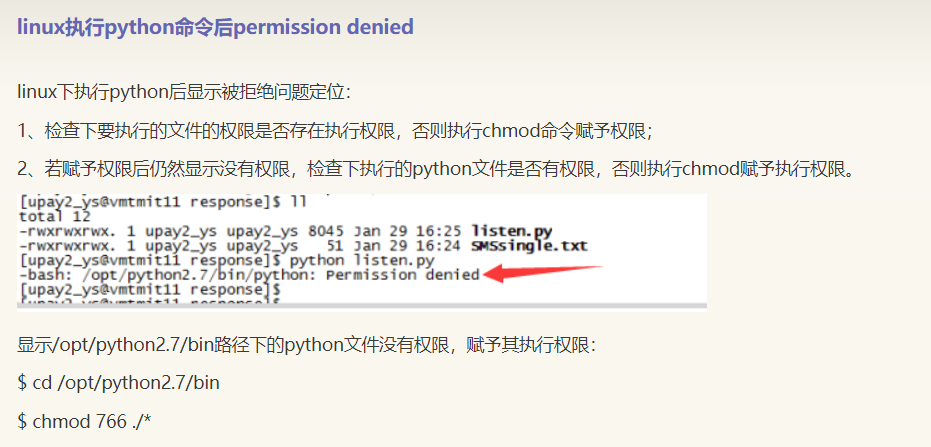 linux执行python命令后permission denied
linux下执行python后显示被拒绝问题定位：
1、检查下要执行的文件的权限是否存在执行权限，否则执行chmod命令赋予权限；
2、若赋予权限后仍然显示没有权限，检查下执行的python文件是否有权限，否则执行chmod赋予执行权限。
[upay2_ys@vmtmit11 response]$ ll
total 12
-rwxrwxrwx. 1 upay2_ys upay2_ys 8045 Jan 29 16:25 listen.py
-rwxrwxrwx. 1 upay2_ys upay2_ys   51 Jan 29 16:24 SMSsingle.txt
[upay2_ys@vmtmit11 response]$ python listen.py
-bash: /opt/python2.7/bin/python: Permission denied
[upay2_ys@vmtmit11 response]$
[upay2_ys@vmtmit11 response]$
显示/opt/python2.7/bin路径下的python文件没有权限，赋予其执行权限：
$ cd /opt/python2.7/bin
$ chmod 766 ./*